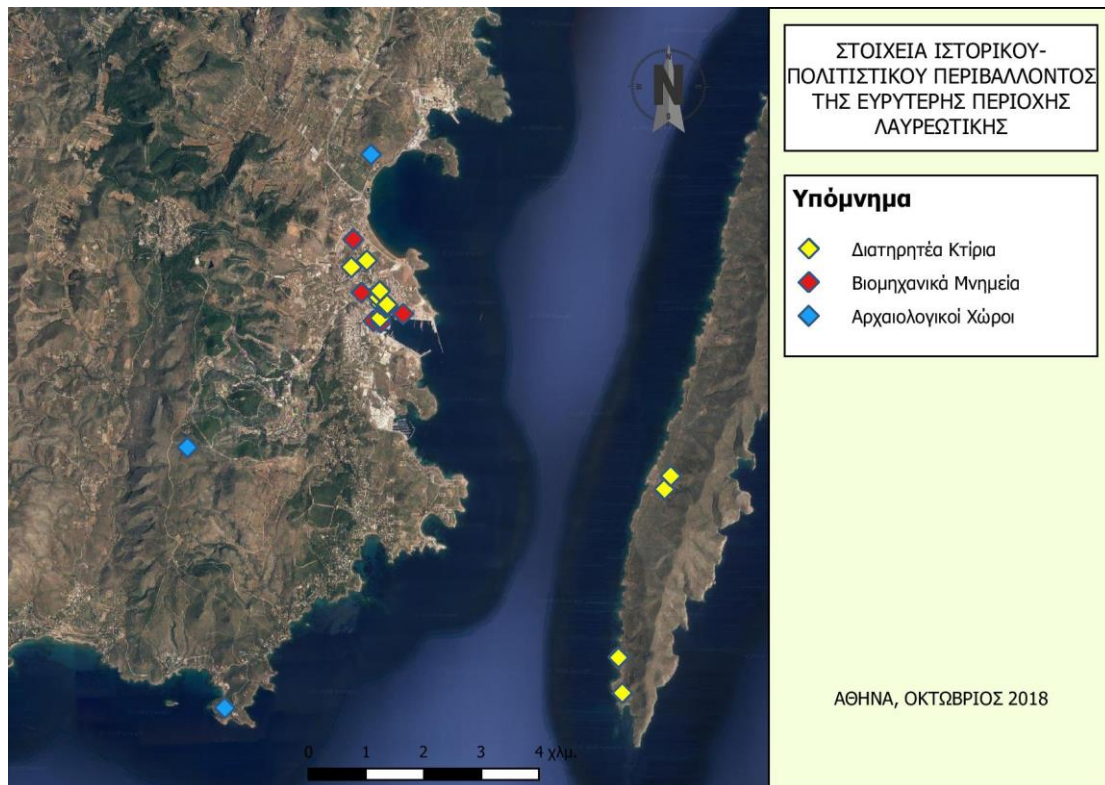 ΣΤΟΙΧΕΙΑ ΙΣΤΟΡΙΚΟΥ-
ΠΟΛΙΤΙΣΤΙΚΟΥ ΠΕΡΙΒΑΛΛΟΝΤΟΣ
ΤΗΣ ΕΥΡΥΤΕΡΗΣ ΠΕΡΙΟΧΗΣ
ΛΑΥΡΕΩΤΙΚΗΣ
N
Υπόμνημα
Διατηρητέα Κτίρια
Βιομηχανικά Μνημεία
Αρχαιολογικοί Χώροι
ΑΘΗΝΑ, ΟΚΤΩΒΡΙΟΣ 2018
0 1 2 3 4 χλμ.